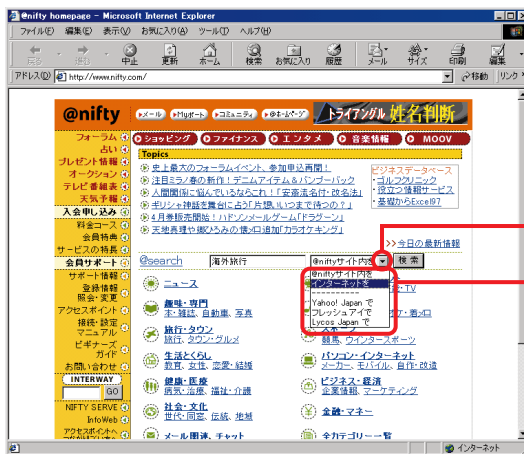 @nifty homepage - Microsoft Internet Explorer
ファイル(F) 編集(E) 表示(V) お気に入り(A) ツール(T) ヘルプ(H)
戻る 進む 中止 更新 ホーム 検索 お気に入り 履歴 メール サイズ 印刷 編集
アドレス(D) http://www.nifty.com/ 移動 リンク
@nifty メール Myポート コミュニティ @ホームページ トライアングル 姓名判断
ショッピング ファイナンス エンタメ 音楽情報 MOOV
フォーラム
占い
プレゼント情報
オークション
テレビ番組表
天気予報
入会申し込み
料金コース
会員特典
サービスの特長
会員サポート
サポート情報
登録情報
照会・変更
アクセスポイント
接続・設定
マニュアル
ビギナーズ
ガイド
お問い合わせ
INTERWAY
GO
NIFTY SERVE
InfoWeb
アクセスポイントへ
Topics
史上最大のフォーラムイベント、参加申込再開!
注目ミラノ春の新作!デニムアイテム&バンブーバック
人間関係に悩んでいるならこれ!「安斎流名付・改名法」
ギリシャ神話を舞台に占う「片想い、いつまで待つの?」
4月春販売開始!ハドソンメールゲーム「ドラグーン」
天地真理や郷ひろみの懐メロ追加「カラオケキング」
ビジネスデータベース
・ゴルフクリニック
・役立つ情報サービス
・基礎からExcel97
>>今日の最新情報
@search 海外旅行 @niftyサイト内を 検索
@niftyサイト内を
インターネットを
----------
Yahoo! Japan で
フレッシュアイで
Lycos Japan で
ニュース
・TV
趣味・専門
本・雑誌、自動車、写真
旅行・タウン
旅行、タウン・グルメ
スポーツ
競馬、ウインタースポーツ
生活とくらし
教育、女性、恋愛・結婚
パソコン・インターネット
メーカー、モバイル、自作・改造
健康・医療
病気・治療、福祉・介護
ビジネス・経済
企業情報、マーケティング
社会・文化
世代・同窓、伝統、地域
金融・マネー
メール関連、チャット
全カテゴリー一覧
インターネット